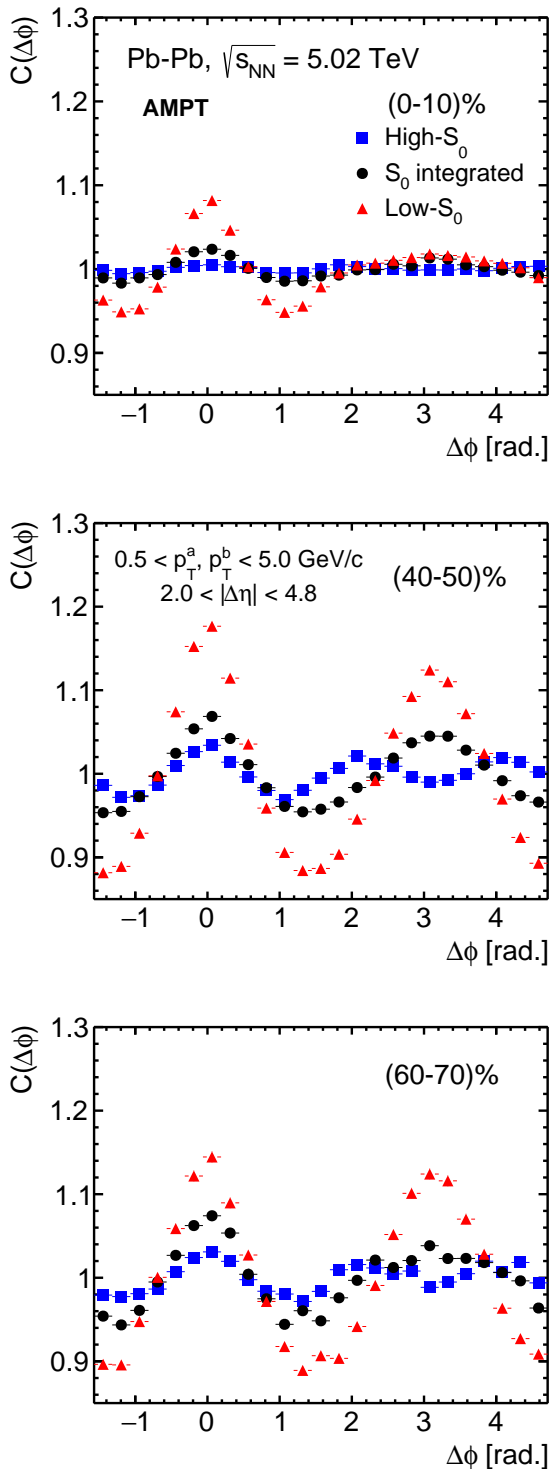 C(Δϕ)
1.3
1.2
1.1
1
0.9
Pb-Pb, √s_NN = 5.02 TeV
AMPT
(0-10)%
High-S₀
S₀ integrated
Low-S₀
−1 0 1 2 3 4
Δϕ [rad.]
C(Δϕ)
1.3
1.2
1.1
1
0.9
0.5 < p_T^a, p_T^b < 5.0 GeV/c
2.0 < |Δη| < 4.8
(40-50)%
−1 0 1 2 3 4
Δϕ [rad.]
C(Δϕ)
1.3
1.2
1.1
1
0.9
(60-70)%
−1 0 1 2 3 4
Δϕ [rad.]